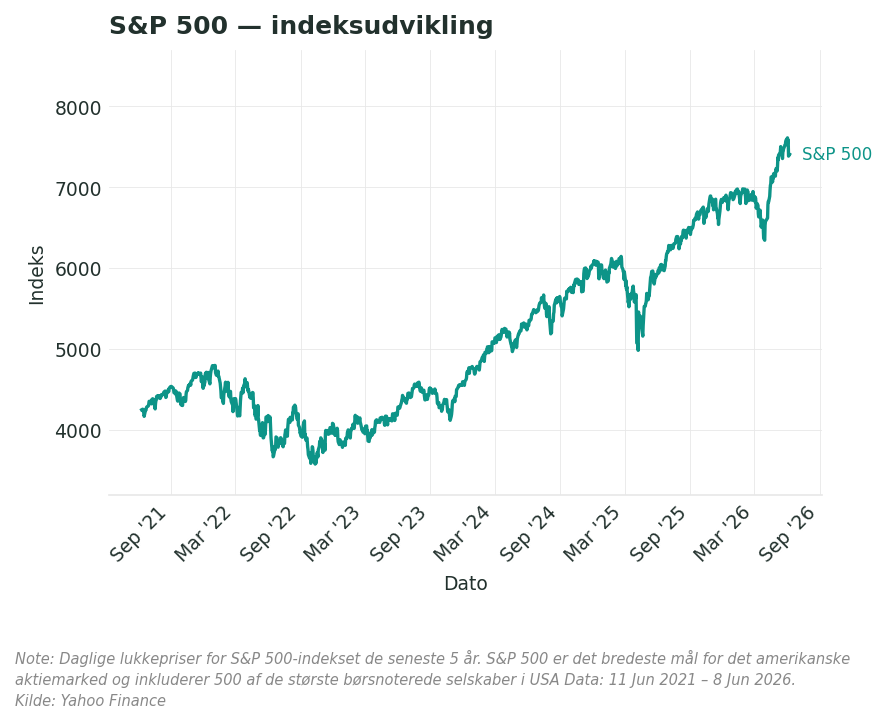 S&P 500 — indeksudvikling
8000
7000
6000
5000
4000
Indeks
S&P 500
Sep '21
Mar '22
Sep '22
Mar '23
Sep '23
Mar '24
Sep '24
Mar '25
Sep '25
Mar '26
Sep '26
Dato
Note: Daglige lukkepriser for S&P 500-indekset de seneste 5 år. S&P 500 er det bredeste mål for det amerikanske
aktiemarked og inkluderer 500 af de største børsnoterede selskaber i USA Data: 11 Jun 2021 – 8 Jun 2026.
Kilde: Yahoo Finance